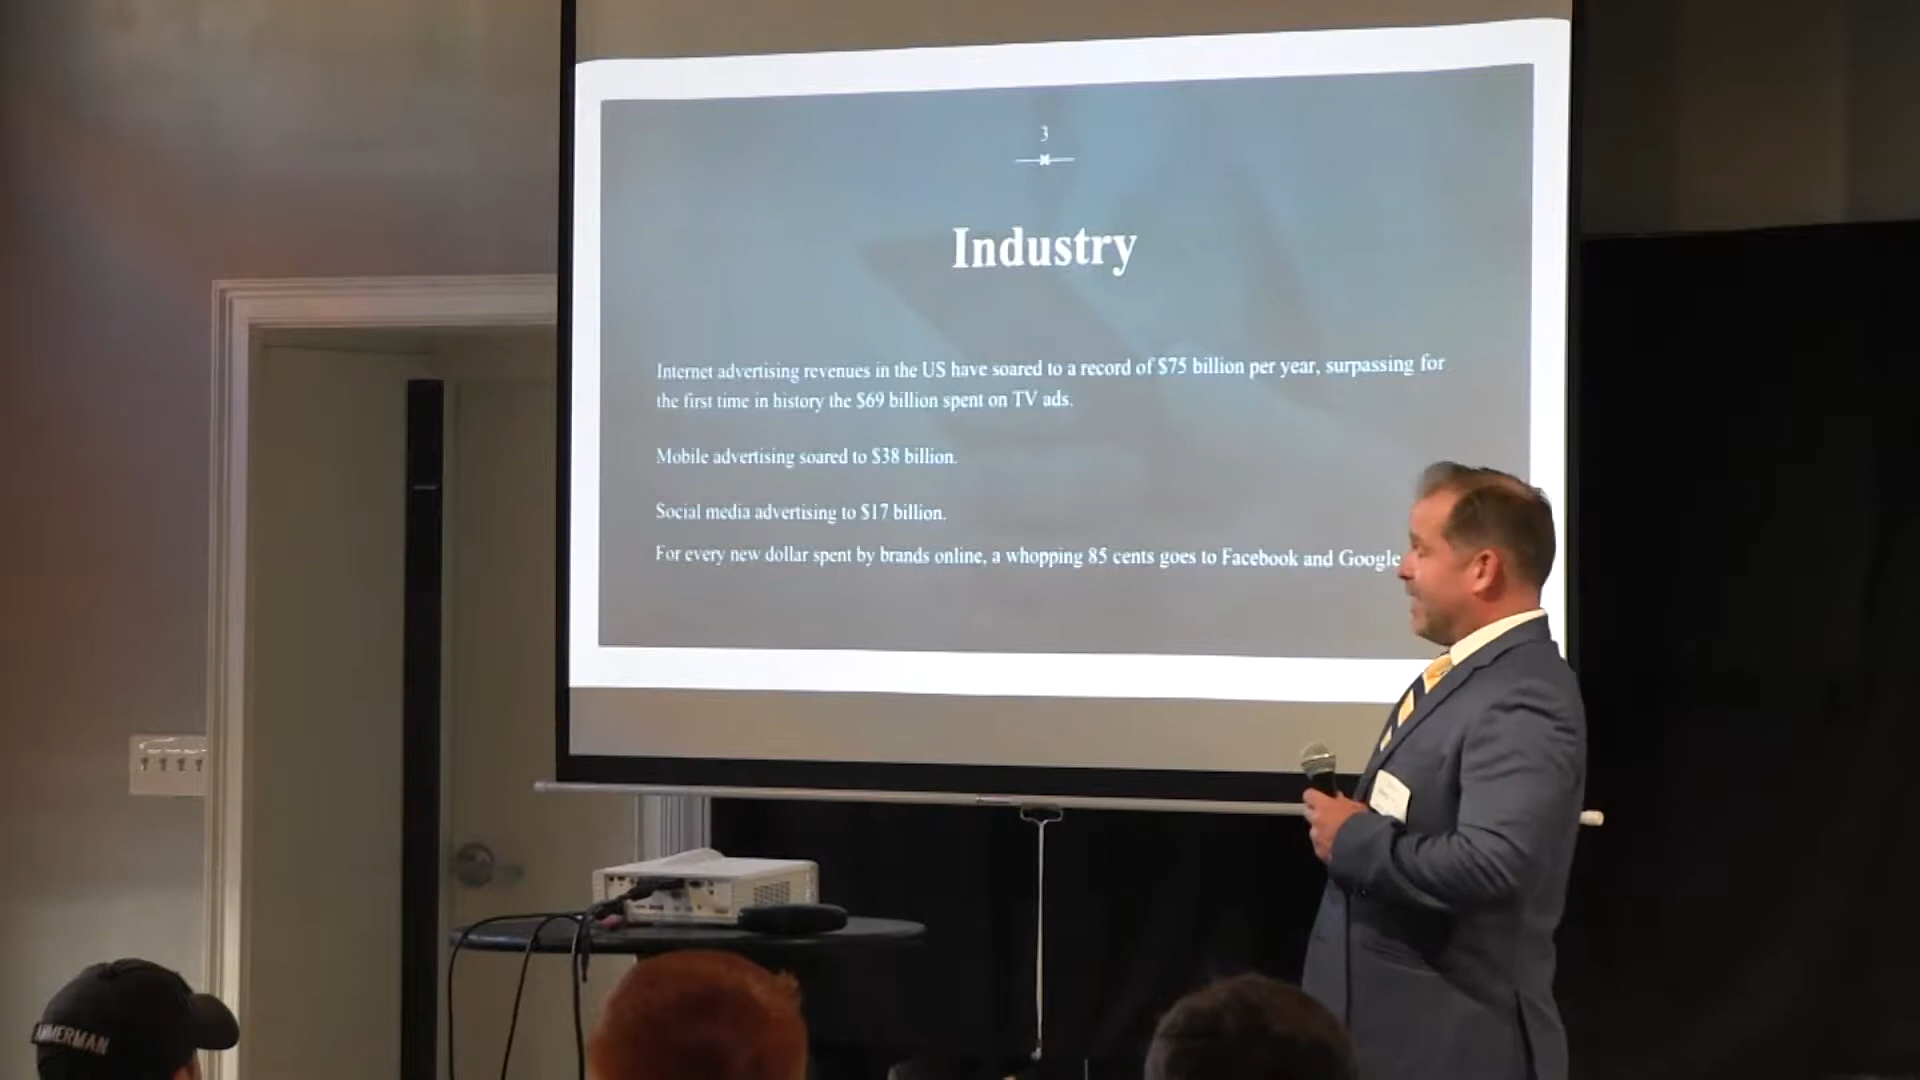 3
Industry
Internet advertising revenues in the US have soared to a record of $75 billion per year, surpassing for
the first time in history the $69 billion spent on TV ads.
Mobile advertising soared to $38 billion.
Social media advertising to $17 billion.
For every new dollar spent by brands online, a whopping 85 cents goes to Facebook and Google